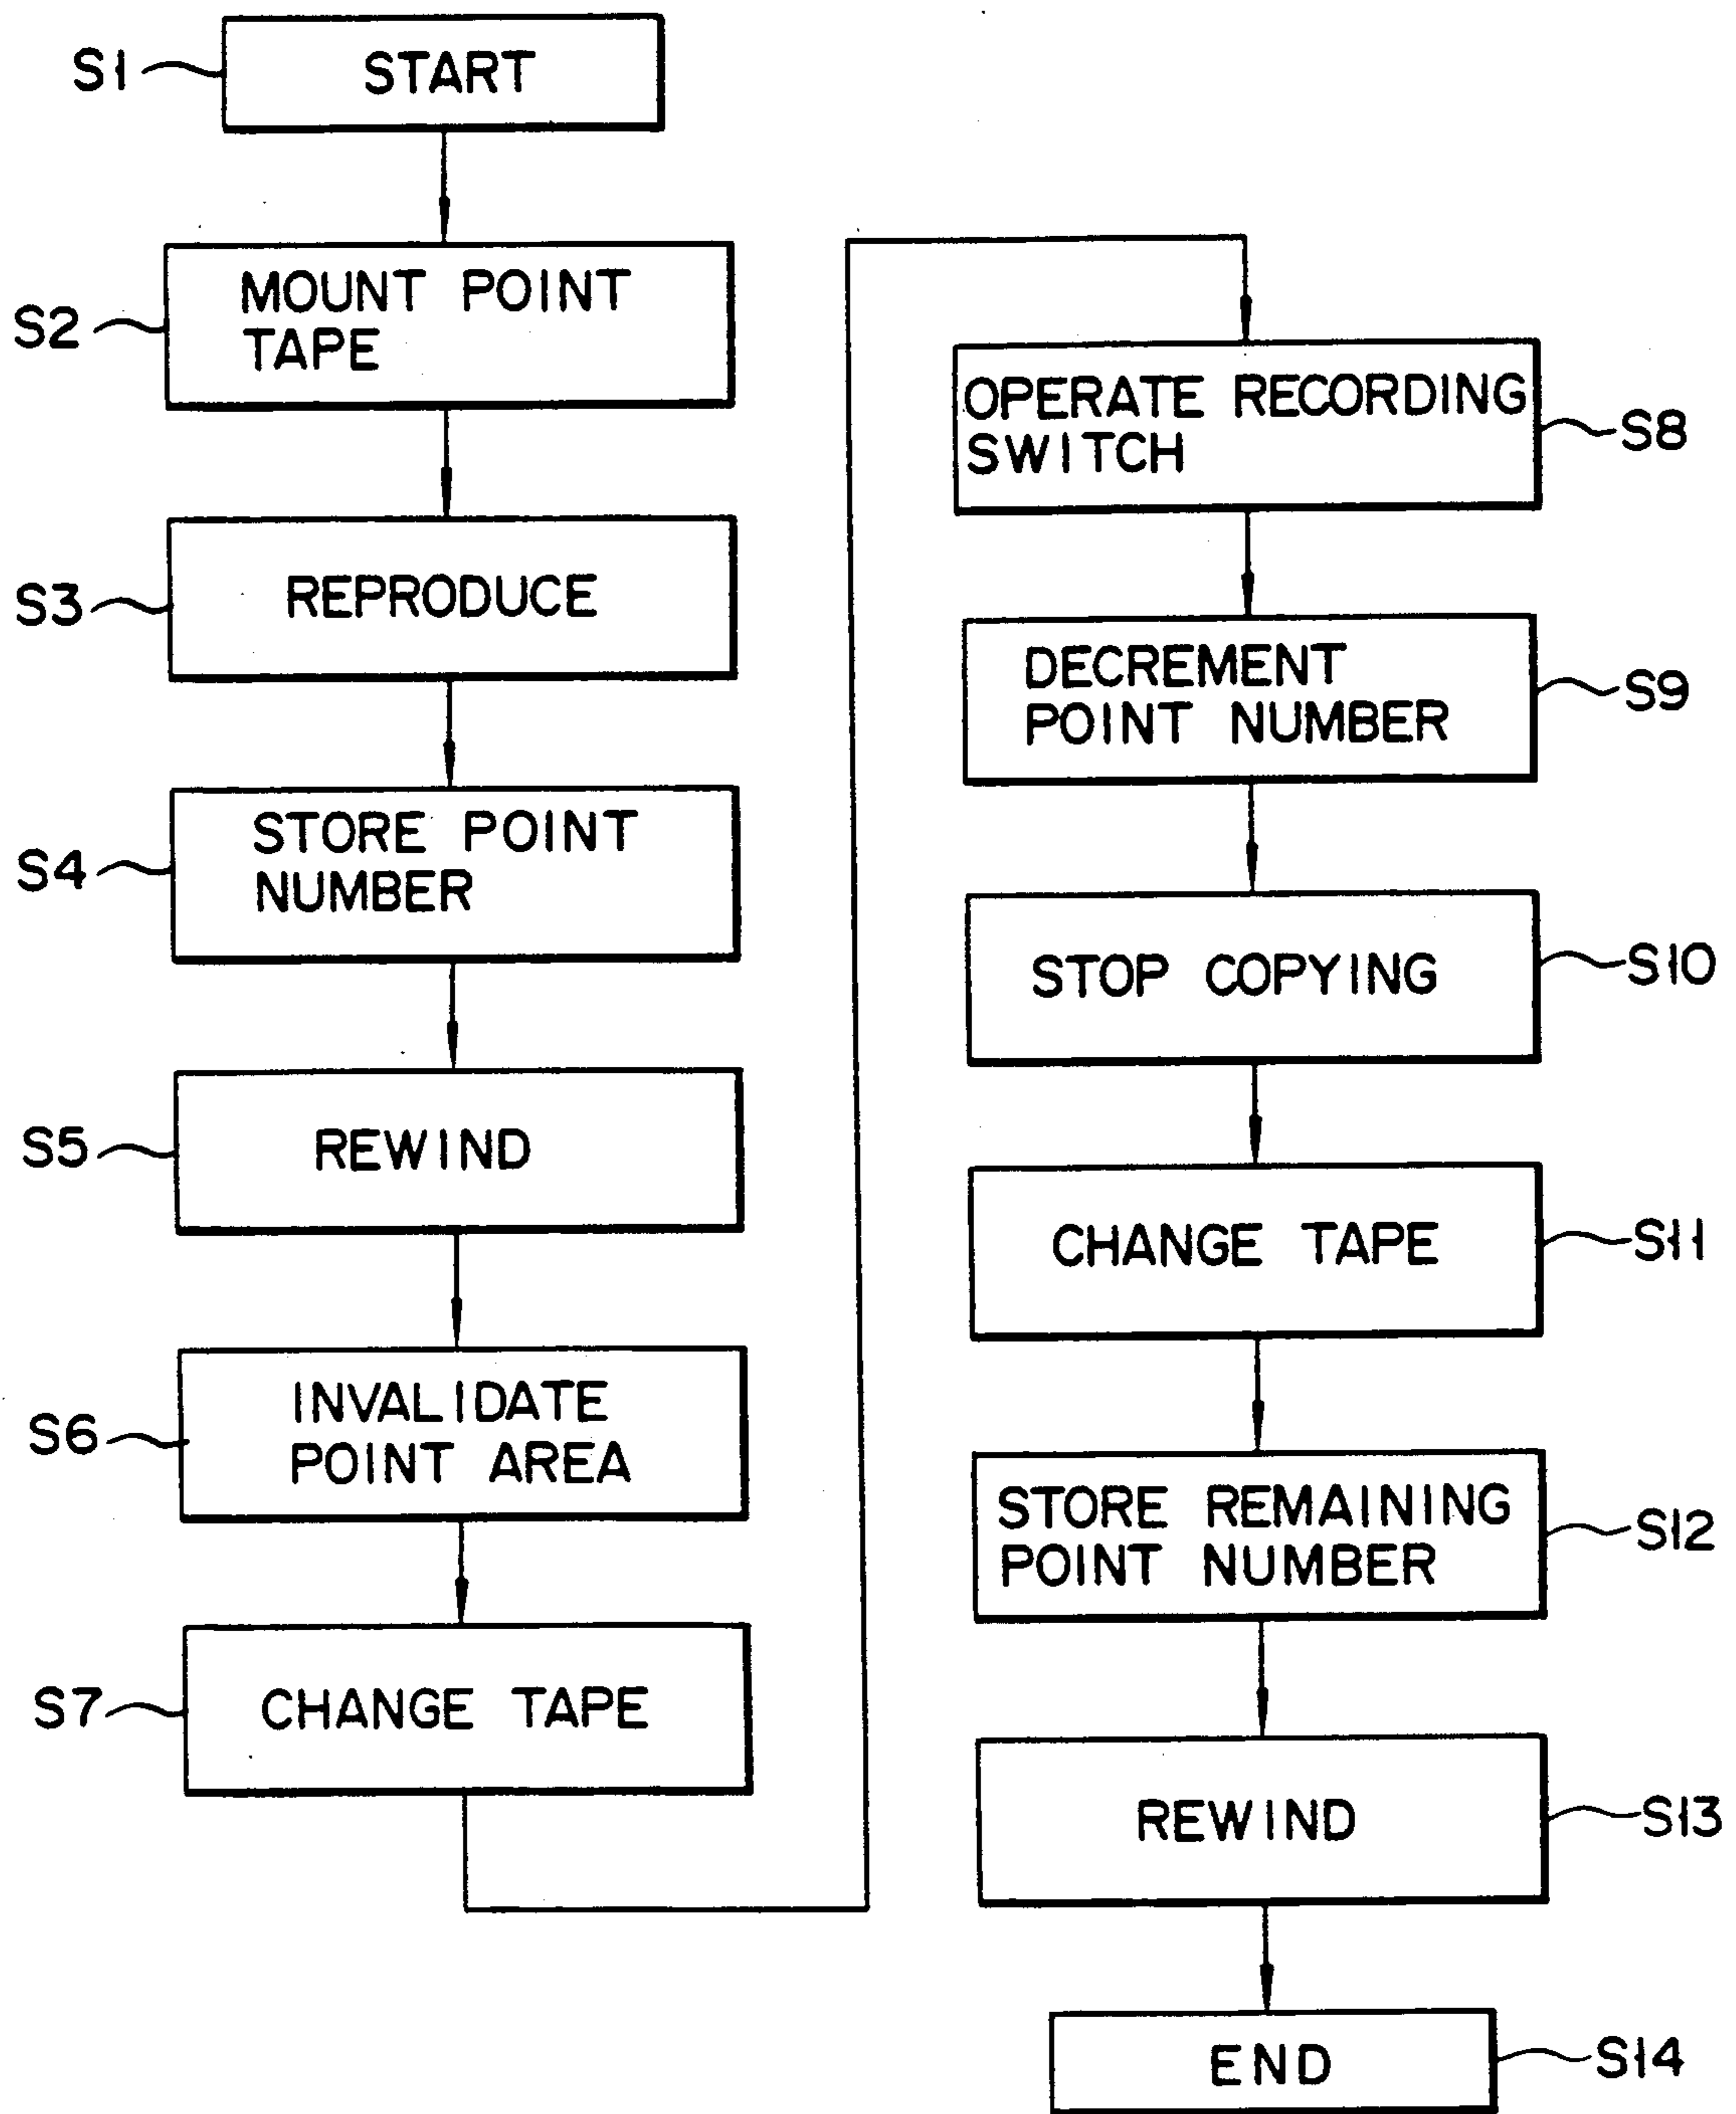 S1
START
S2
MOUNT POINT
TAPE
S3
REPRODUCE
S4
STORE POINT
NUMBER
S5
REWIND
S6
INVALIDATE
POINT AREA
S7
CHANGE TAPE
OPERATE RECORDING
SWITCH
S8
DECREMENT
POINT NUMBER
S9
STOP COPYING
S10
CHANGE TAPE
S11
STORE REMAINING
POINT NUMBER
S12
REWIND
S13
END
S14